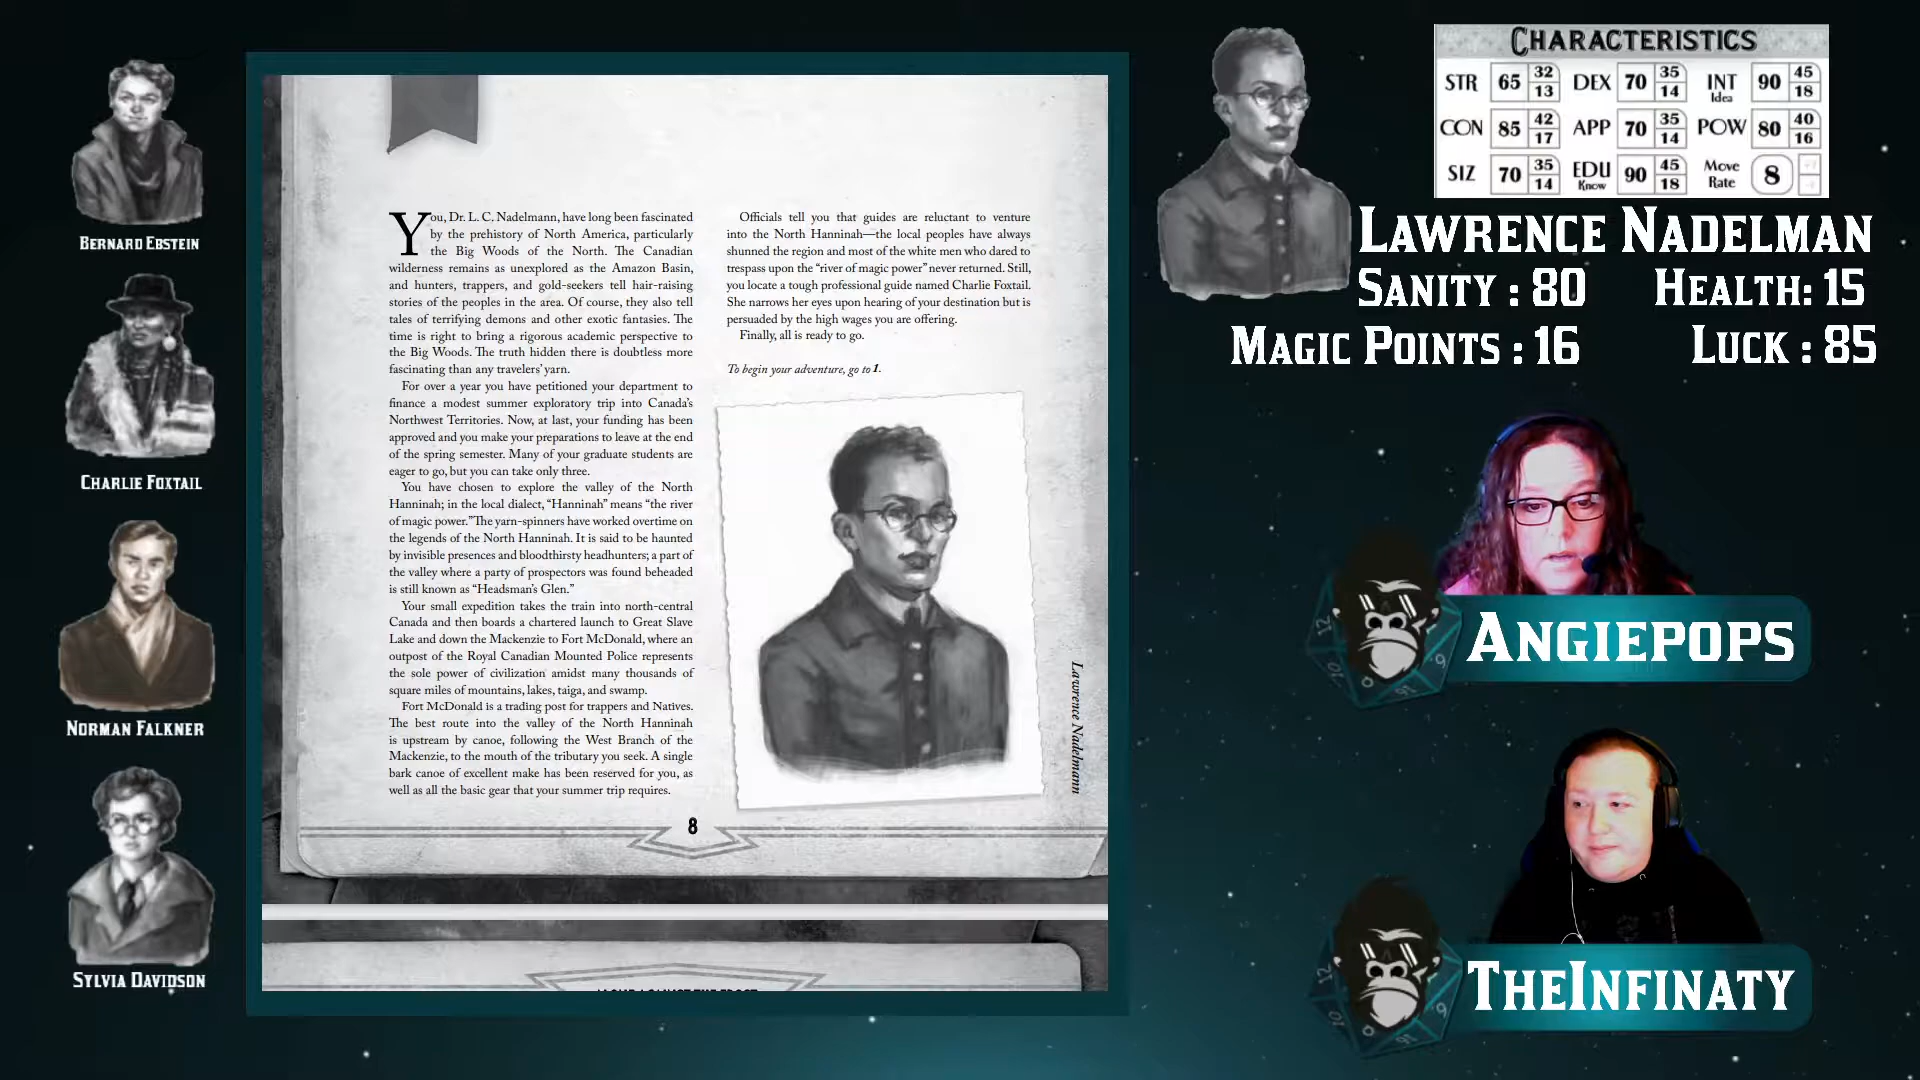 BERNARD EBSTEIN
CHARLIE FOXTAIL
NORMAN FALKNER
SYLVIA DAVIDSON
You, Dr. L. C. Nadelmann, have long been fascinated
by the prehistory of North America, particularly
the Big Woods of the North. The Canadian
wilderness remains as unexplored as the Amazon Basin,
and hunters, trappers, and gold-seekers tell hair-raising
stories of the peoples in the area. Of course, they also tell
tales of terrifying demons and other exotic fantasies. The
time is right to bring a rigorous academic perspective to
the Big Woods. The truth hidden there is doubtless more
fascinating than any travelers' yarn.
For over a year you have petitioned your department to
finance a modest summer exploratory trip into Canada's
Northwest Territories. Now, at last, your funding has been
approved and you make your preparations to leave at the end
of the spring semester. Many of your graduate students are
eager to go, but you can take only three.
You have chosen to explore the valley of the North
Hanninah; in the local dialect, "Hanninah" means "the river
of magic power." The yarn-spinners have worked overtime on
the legends of the North Hanninah. It is said to be haunted
by invisible presences and bloodthirsty headhunters; a part of
the valley where a party of prospectors was found beheaded
is still known as "Headsman's Glen."
Your small expedition takes the train into north-central
Canada and then boards a chartered launch to Great Slave
Lake and down the Mackenzie to Fort McDonald, where an
outpost of the Royal Canadian Mounted Police represents
the sole power of civilization amidst many thousands of
square miles of mountains, lakes, taiga, and swamp.
Fort McDonald is a trading post for trappers and Natives.
The best route into the valley of the North Hanninah
is upstream by canoe, following the West Branch of the
Mackenzie, to the mouth of the tributary you seek. A single
bark canoe of excellent make has been reserved for you, as
well as all the basic gear that your summer trip requires.
Officials tell you that guides are reluctant to venture
into the North Hanninah—the local peoples have always
shunned the region and most of the white men who dared to
trespass upon the "river of magic power" never returned. Still,
you locate a tough professional guide named Charlie Foxtail.
She narrows her eyes upon hearing of your destination but is
persuaded by the high wages you are offering.
Finally, all is ready to go.
To begin your adventure, go to 1.
Lawrence Nadelmann
8
CHARACTERISTICS
STR 65 32 13 DEX 70 35 14 INT Idea 90 45 18
CON 85 42 17 APP 70 35 14 POW 80 40 16
SIZ 70 35 14 EDU Know 90 45 18 Move Rate 8
LAWRENCE NADELMAN
SANITY : 80 HEALTH: 15
MAGIC POINTS : 16 LUCK : 85
ANGIEPOPS
THEINFINATY